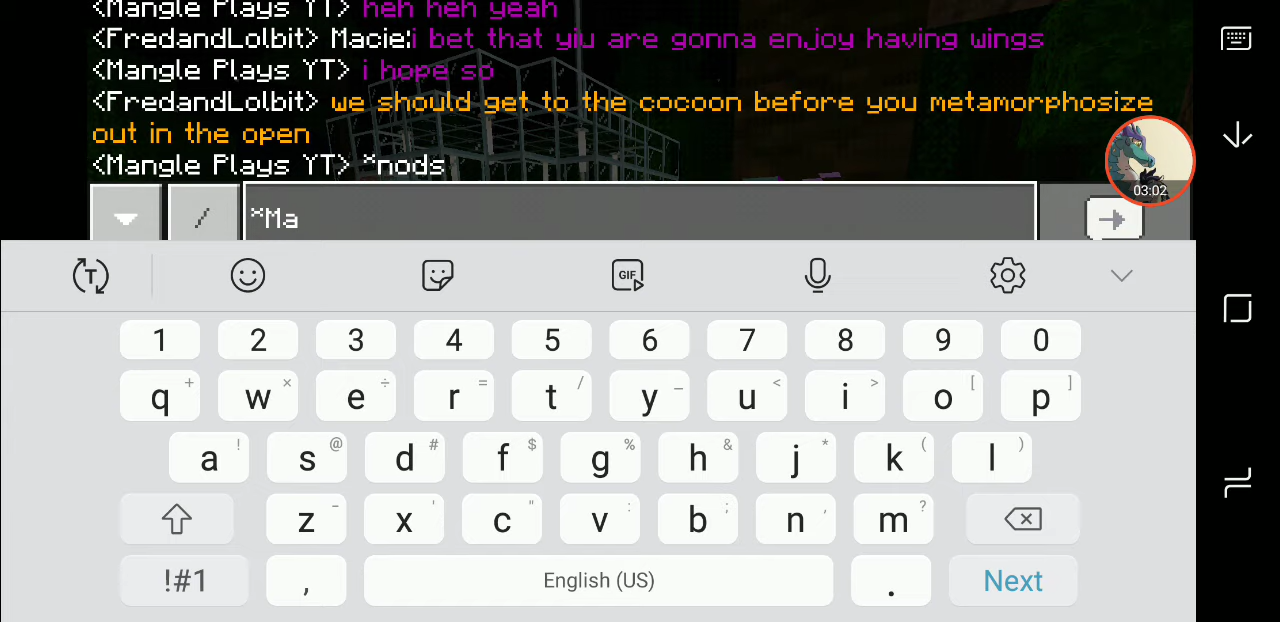 <Mangle Plays YT> heh heh yeah
<FredandLolbit> Macie:i bet that yiu are gonna enjoy having wings
<Mangle Plays YT> i hope so
<FredandLolbit> we should get to the cocoon before you metamorphosize
out in the open
<Mangle Plays YT> *nods
03:02
/ *Ma
T GIF
1 2 3 4 5 6 7 8 9 0
q + w × e ÷ r = t / y _ u < i > o [ p ]
a ! s @ d # f $ g % h & j * k ( l )
z - x ' c " v : b ; n , m ?
!#1 , English (US) . Next